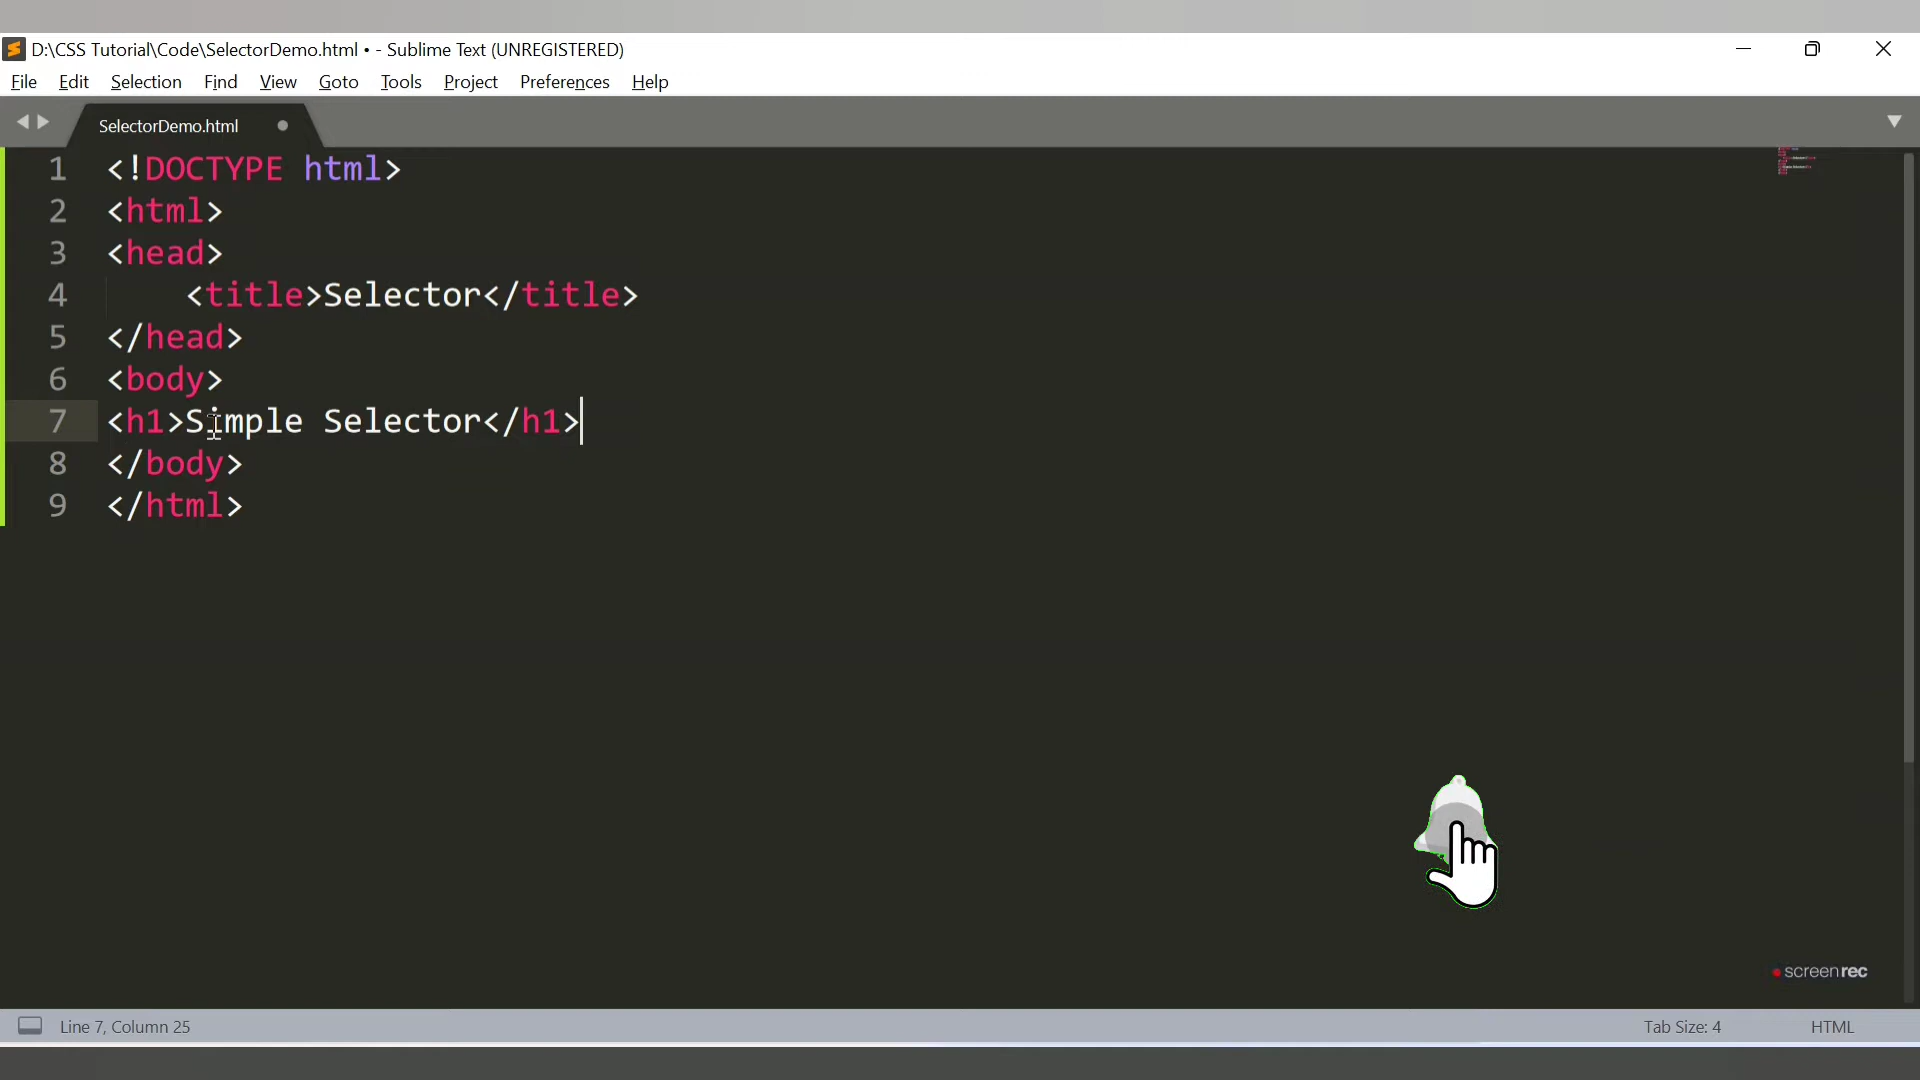 D:\CSS Tutorial\Code\SelectorDemo.html • - Sublime Text (UNREGISTERED)
File Edit Selection Find View Goto Tools Project Preferences Help
SelectorDemo.html
1 <!DOCTYPE html>
2 <html>
3 <head>
4     <title>Selector</title>
5 </head>
6 <body>
7 <h1>Simple Selector</h1>
8 </body>
9 </html>
screenrec
Line 7, Column 25 Tab Size: 4 HTML